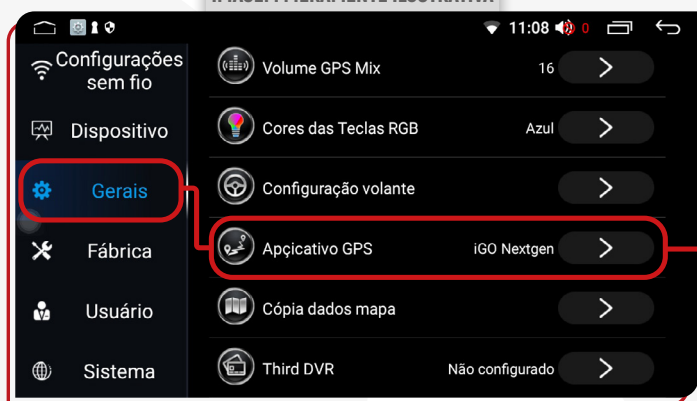 11:08
0
Configurações
sem fio
Dispositivo
Gerais
Fábrica
Usuário
Sistema
Volume GPS Mix 16
Cores das Teclas RGB Azul
Configuração volante
Apçicativo GPS iGO Nextgen
Cópia dados mapa
Third DVR Não configurado